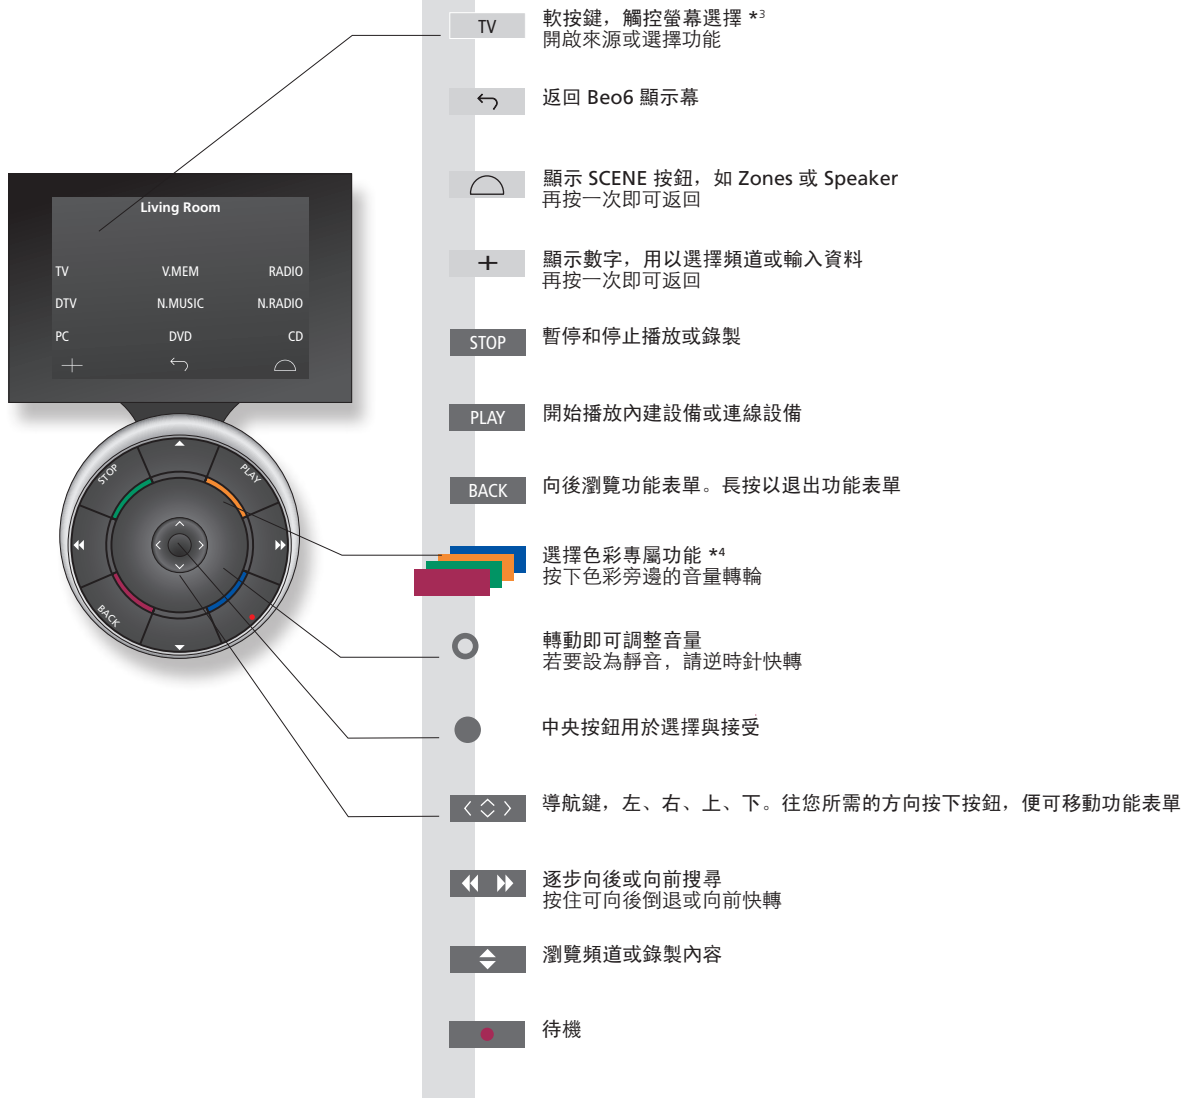 TV
軟按鍵，觸控螢幕選擇 *3
開啟來源或選擇功能
返回 Beo6 顯示幕
顯示 SCENE 按鈕，如 Zones 或 Speaker
再按一次即可返回
顯示數字，用以選擇頻道或輸入資料
再按一次即可返回
STOP
暫停和停止播放或錄製
PLAY
開始播放內建設備或連線設備
BACK
向後瀏覽功能表單。長按以退出功能表單
選擇色彩專屬功能 *4
按下色彩旁邊的音量轉輪
轉動即可調整音量
若要設為靜音，請逆時針快轉
中央按鈕用於選擇與接受
導航鍵，左、右、上、下。往您所需的方向按下按鈕，便可移動功能表單
逐步向後或向前搜尋
按住可向後倒退或向前快轉
瀏覽頻道或錄製內容
待機
Living Room
TV V.MEM RADIO
DTV N.MUSIC N.RADIO
PC DVD CD
STOP
PLAY
BACK